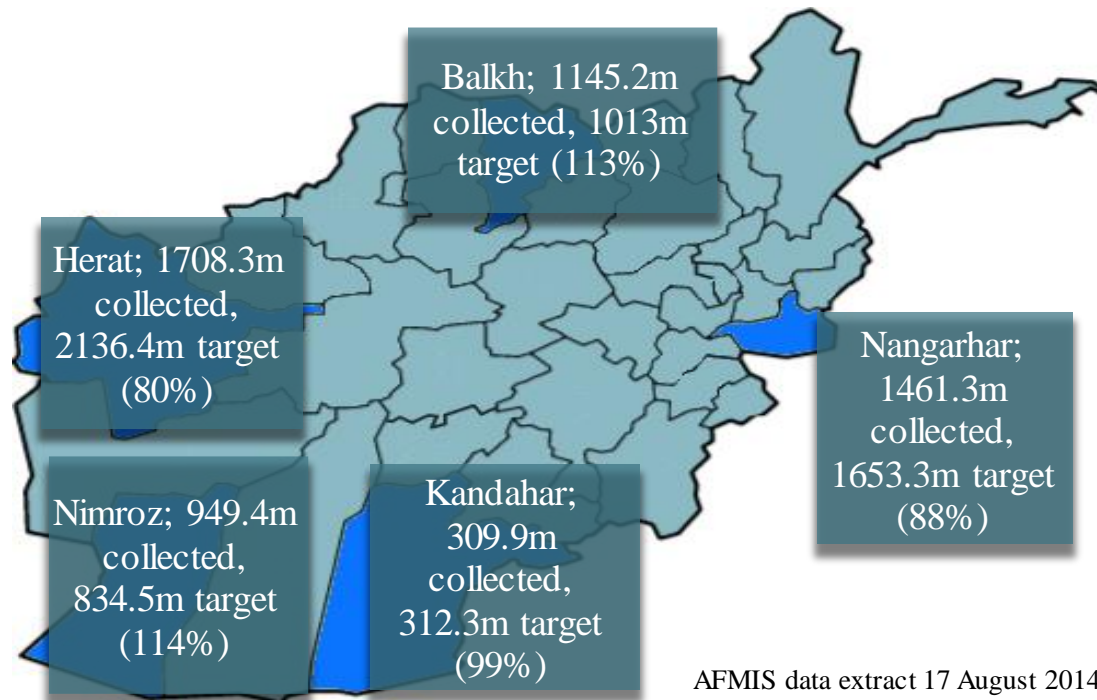 Balkh; 1145.2m
collected, 1013m
target (113%)
Herat; 1708.3m
collected,
2136.4m target
(80%)
Nangarhar;
1461.3m
collected,
1653.3m target
(88%)
Nimroz; 949.4m
collected,
834.5m target
(114%)
Kandahar;
309.9m
collected,
312.3m target
(99%)
AFMIS data extract 17 August 2014